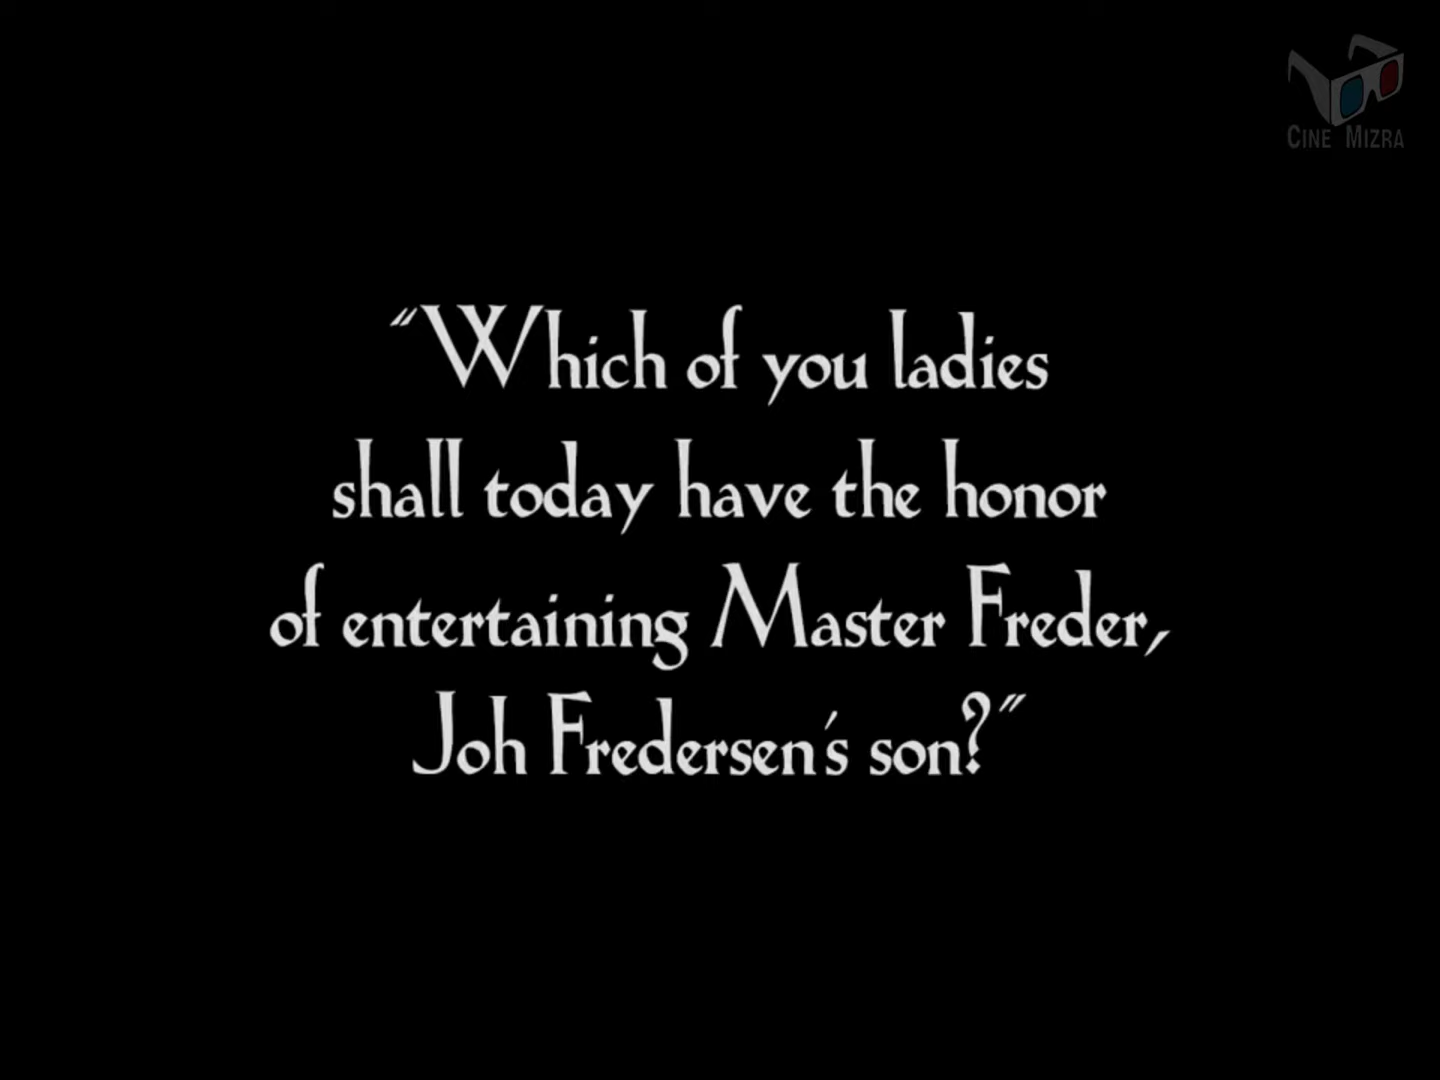 CINE MIZRA
“Which of you ladies
shall today have the honor
of entertaining Master Freder,
Joh Fredersen's son?”